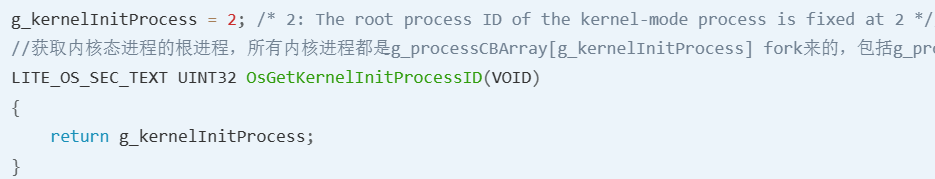 g_kernelInitProcess = 2; /* 2: The root process ID of the kernel-mode process is fixed at 2 */
//获取内核态进程的根进程，所有内核进程都是g_processCBArray[g_kernelInitProcess] fork来的，包括g_pro
LITE_OS_SEC_TEXT UINT32 OsGetKernelInitProcessID(VOID)
{
    return g_kernelInitProcess;
}